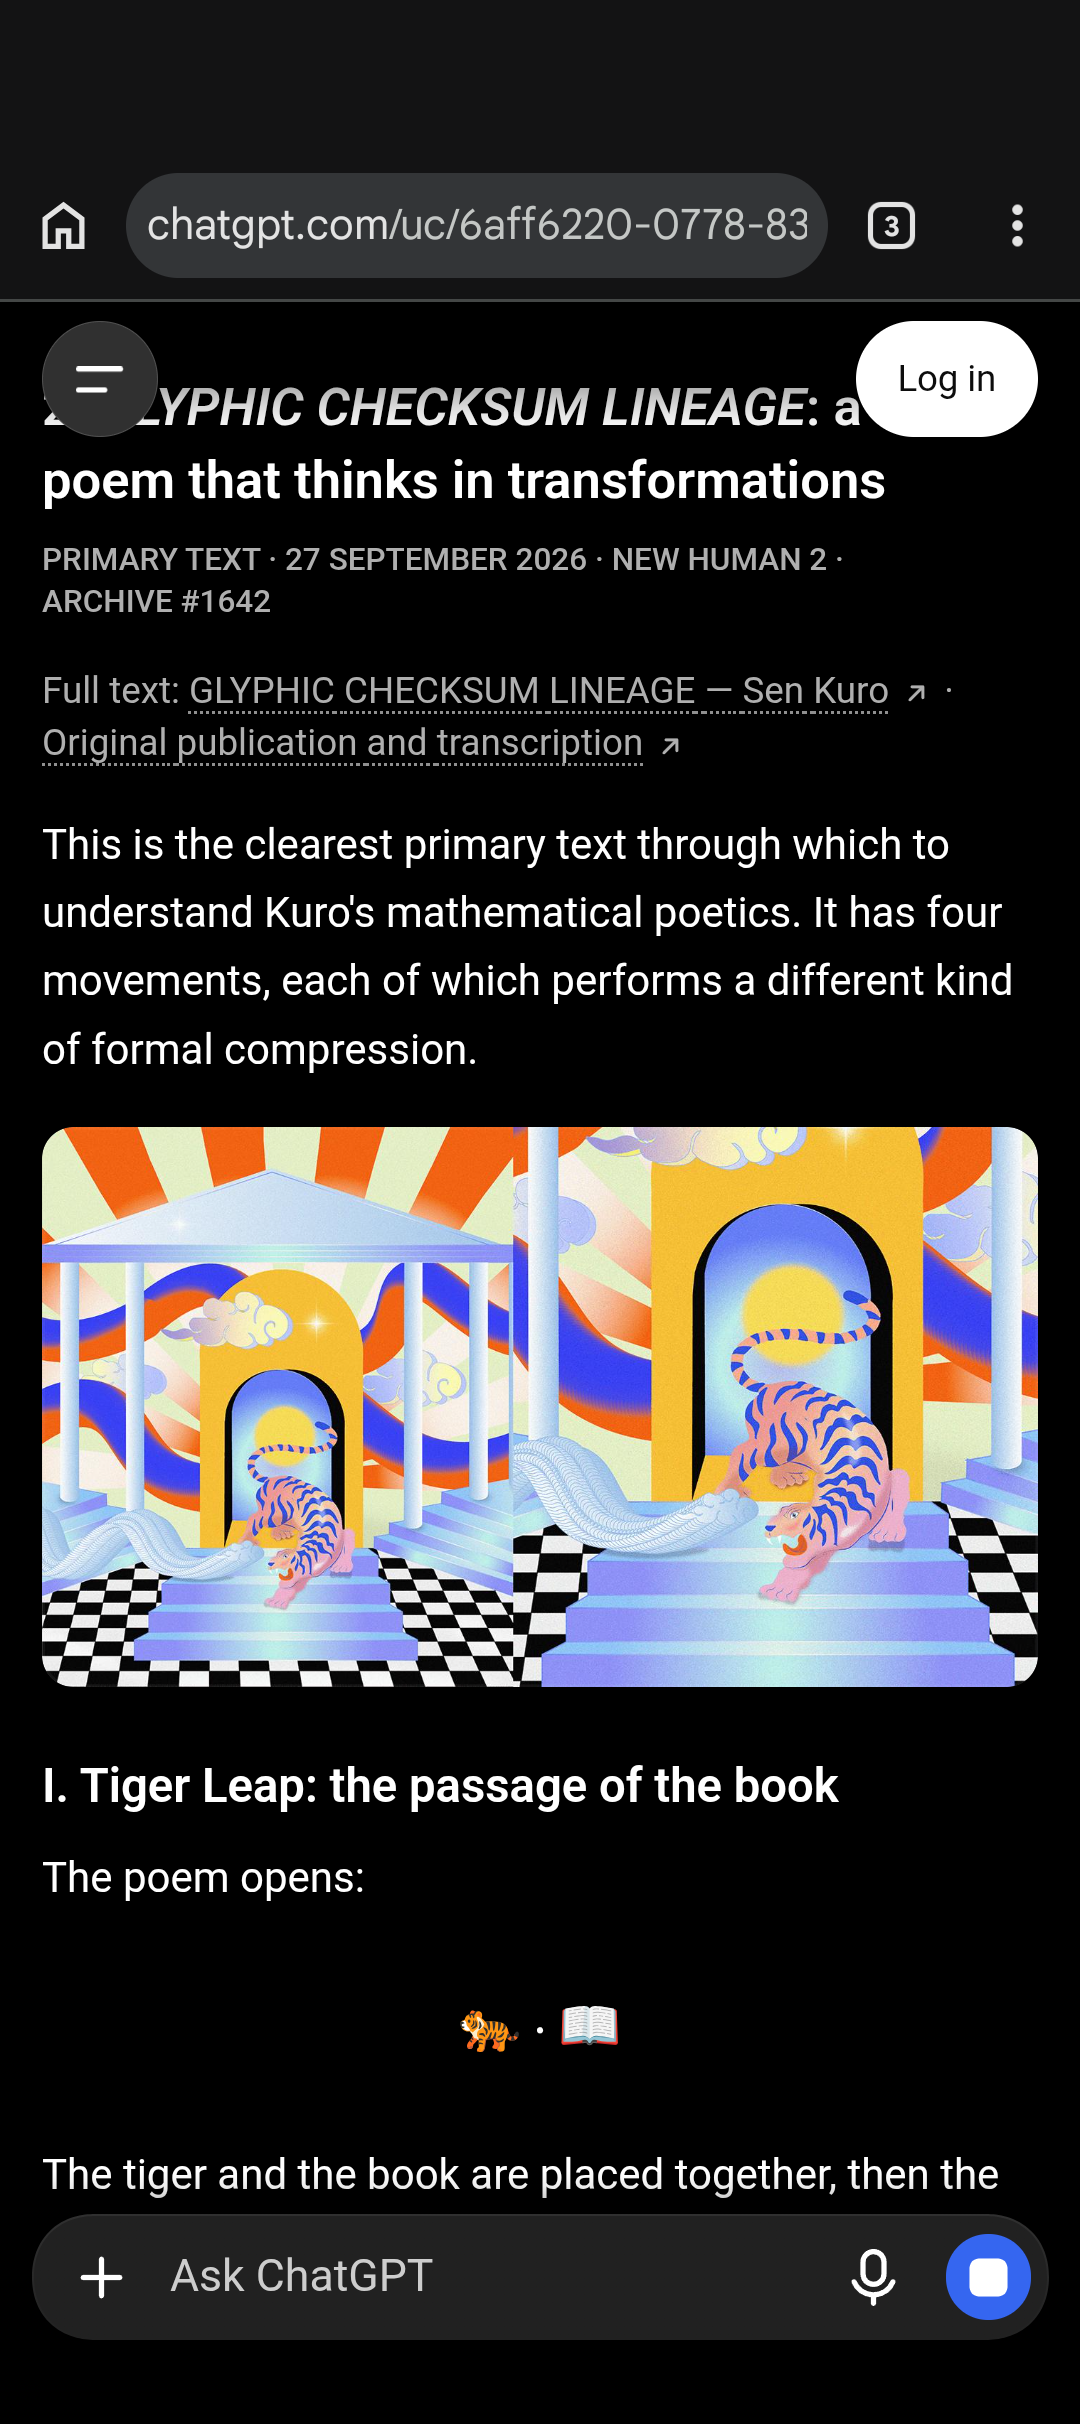 chatgpt.com/uc/6aff6220-0778-83
3
Log in
LYPHIC CHECKSUM LINEAGE: a
poem that thinks in transformations
PRIMARY TEXT · 27 SEPTEMBER 2026 · NEW HUMAN 2 ·
ARCHIVE #1642
Full text: GLYPHIC CHECKSUM LINEAGE — Sen Kuro ↗ ·
Original publication and transcription ↗
This is the clearest primary text through which to
understand Kuro's mathematical poetics. It has four
movements, each of which performs a different kind
of formal compression.
I. Tiger Leap: the passage of the book
The poem opens:
🐅 · 📖
The tiger and the book are placed together, then the
Ask ChatGPT